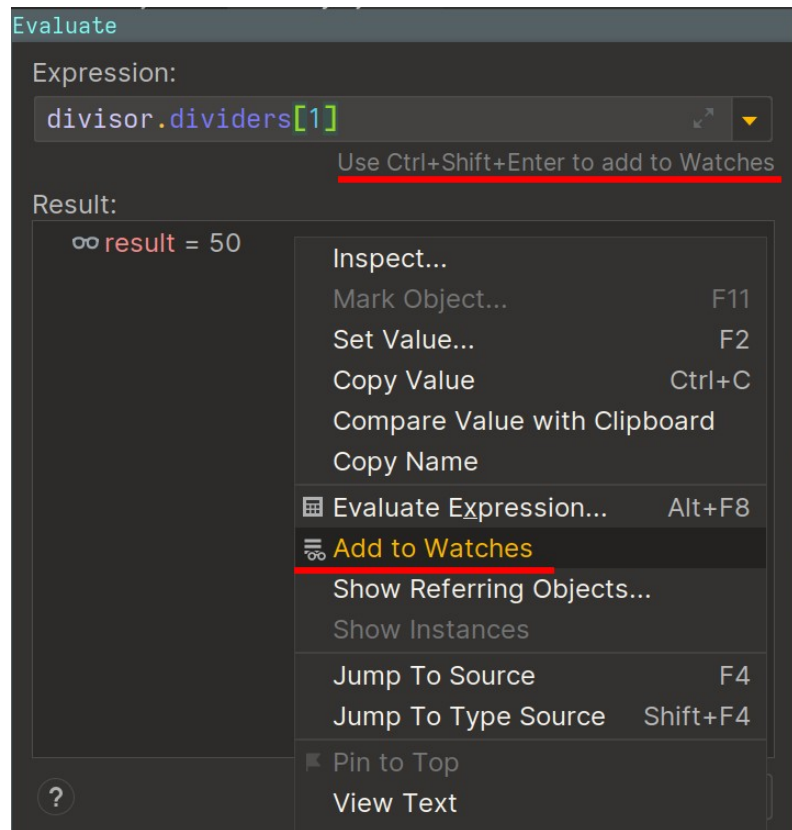 Evaluate
Expression:
divisor.dividers[1]
Use Ctrl+Shift+Enter to add to Watches
Result:
result = 50
Inspect...
Mark Object... F11
Set Value... F2
Copy Value Ctrl+C
Compare Value with Clipboard
Copy Name
Evaluate Expression... Alt+F8
Add to Watches
Show Referring Objects...
Show Instances
Jump To Source F4
Jump To Type Source Shift+F4
Pin to Top
?
View Text